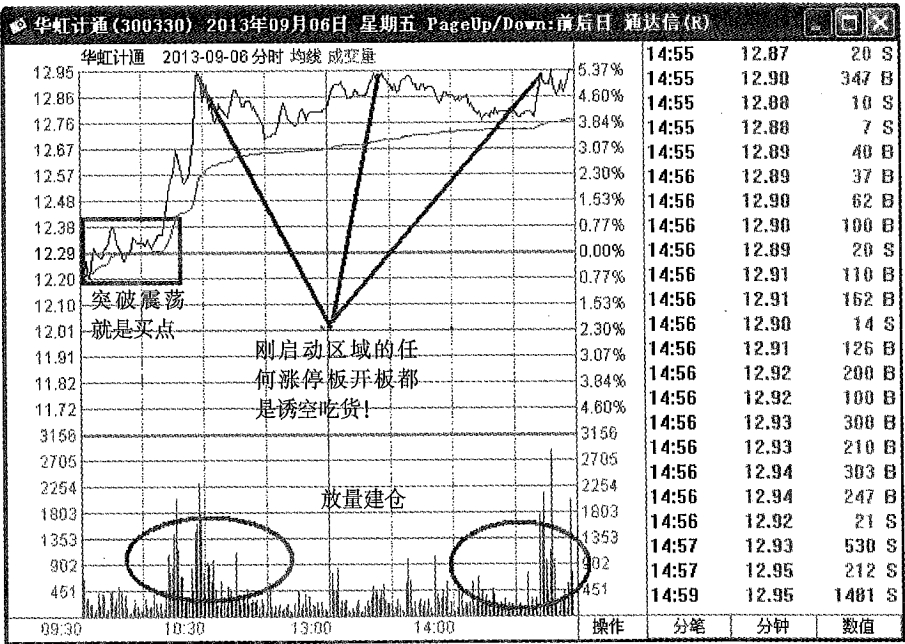 华虹计通(300330) 2013年09月06日 星期五 PageUp/Down:前后日 通达信(R)
华虹计通 2013-09-06 分时 均线 成交量
12.95
12.86
12.76
12.67
12.57
12.48
12.38
12.29
12.20
12.10
12.01
11.91
11.82
11.72
3156
2705
2254
1803
1353
902
451
突破震荡
就是买点
刚启动区域的任
何涨停板开板都
是诱空吃货!
放量建仓
5.37%
4.60%
3.84%
3.07%
2.30%
1.53%
0.77%
0.00%
0.77%
1.53%
2.30%
3.07%
3.84%
4.60%
3156
2705
2254
1803
1353
902
451
09:30 10:30 13:00 14:00
14:55 12.87 20 S
14:55 12.90 347 B
14:55 12.88 10 S
14:55 12.88 7 S
14:55 12.89 40 B
14:56 12.89 37 B
14:56 12.90 62 B
14:56 12.90 100 B
14:56 12.89 20 S
14:56 12.91 110 B
14:56 12.91 162 B
14:56 12.90 14 S
14:56 12.91 126 B
14:56 12.92 200 B
14:56 12.92 100 B
14:56 12.93 300 B
14:56 12.93 210 B
14:56 12.94 303 B
14:56 12.94 247 B
14:56 12.92 21 S
14:57 12.93 530 S
14:57 12.95 212 S
14:59 12.95 1481 S
操作 分笔 分钟 数值